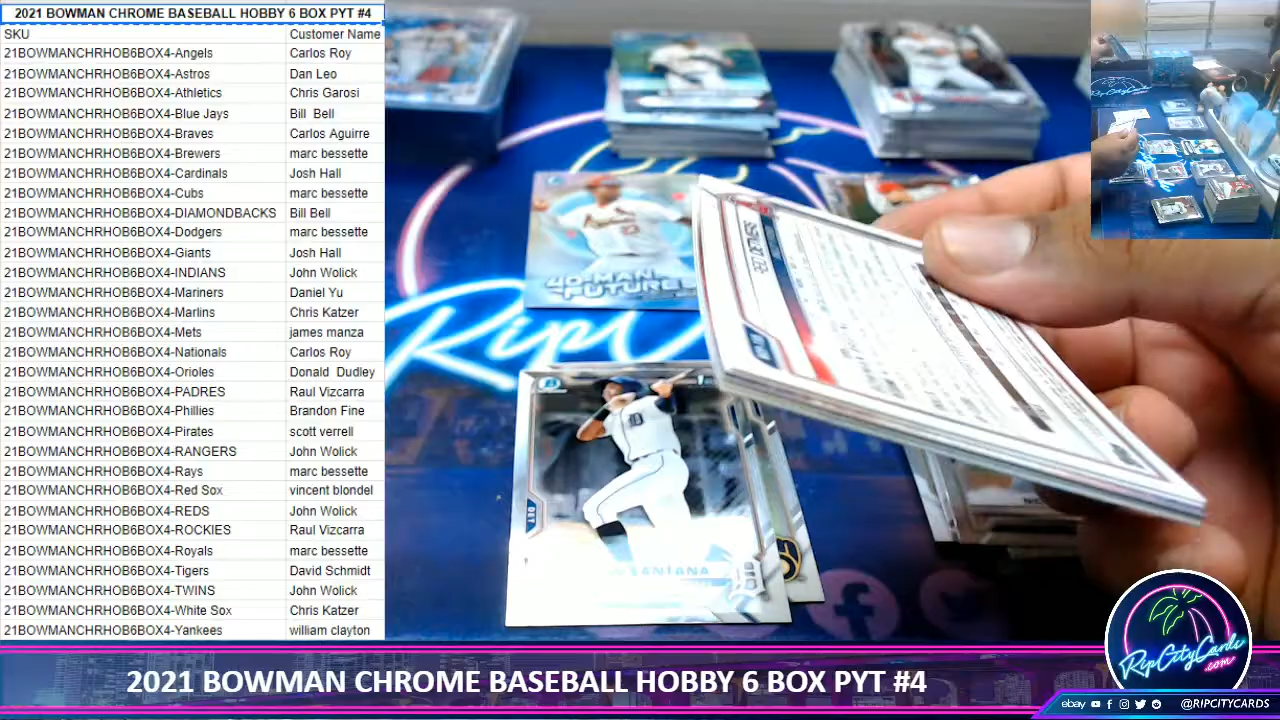 2021 BOWMAN CHROME BASEBALL HOBBY 6 BOX PYT #4
SKU Customer Name
21BOWMANCHRHOB6BOX4-Angels Carlos Roy
21BOWMANCHRHOB6BOX4-Astros Dan Leo
21BOWMANCHRHOB6BOX4-Athletics Chris Garosi
21BOWMANCHRHOB6BOX4-Blue Jays Bill Bell
21BOWMANCHRHOB6BOX4-Braves Carlos Aguirre
21BOWMANCHRHOB6BOX4-Brewers marc bessette
21BOWMANCHRHOB6BOX4-Cardinals Josh Hall
21BOWMANCHRHOB6BOX4-Cubs marc bessette
21BOWMANCHRHOB6BOX4-DIAMONDBACKS Bill Bell
21BOWMANCHRHOB6BOX4-Dodgers marc bessette
21BOWMANCHRHOB6BOX4-Giants Josh Hall
21BOWMANCHRHOB6BOX4-INDIANS John Wolick
21BOWMANCHRHOB6BOX4-Mariners Daniel Yu
21BOWMANCHRHOB6BOX4-Marlins Chris Katzer
21BOWMANCHRHOB6BOX4-Mets james manza
21BOWMANCHRHOB6BOX4-Nationals Carlos Roy
21BOWMANCHRHOB6BOX4-Orioles Donald Dudley
21BOWMANCHRHOB6BOX4-PADRES Raul Vizcarra
21BOWMANCHRHOB6BOX4-Phillies Brandon Fine
21BOWMANCHRHOB6BOX4-Pirates scott verrell
21BOWMANCHRHOB6BOX4-RANGERS John Wolick
21BOWMANCHRHOB6BOX4-Rays marc bessette
21BOWMANCHRHOB6BOX4-Red Sox vincent blondel
21BOWMANCHRHOB6BOX4-REDS John Wolick
21BOWMANCHRHOB6BOX4-ROCKIES Raul Vizcarra
21BOWMANCHRHOB6BOX4-Royals marc bessette
21BOWMANCHRHOB6BOX4-Tigers David Schmidt
21BOWMANCHRHOB6BOX4-TWINS John Wolick
21BOWMANCHRHOB6BOX4-White Sox Chris Katzer
21BOWMANCHRHOB6BOX4-Yankees william clayton
40-MAN
FUTURES
Rip
DET
SANTANA
RipCityCards
.com
2021 BOWMAN CHROME BASEBALL HOBBY 6 BOX PYT #4
ebay @RIPCITYCARDS